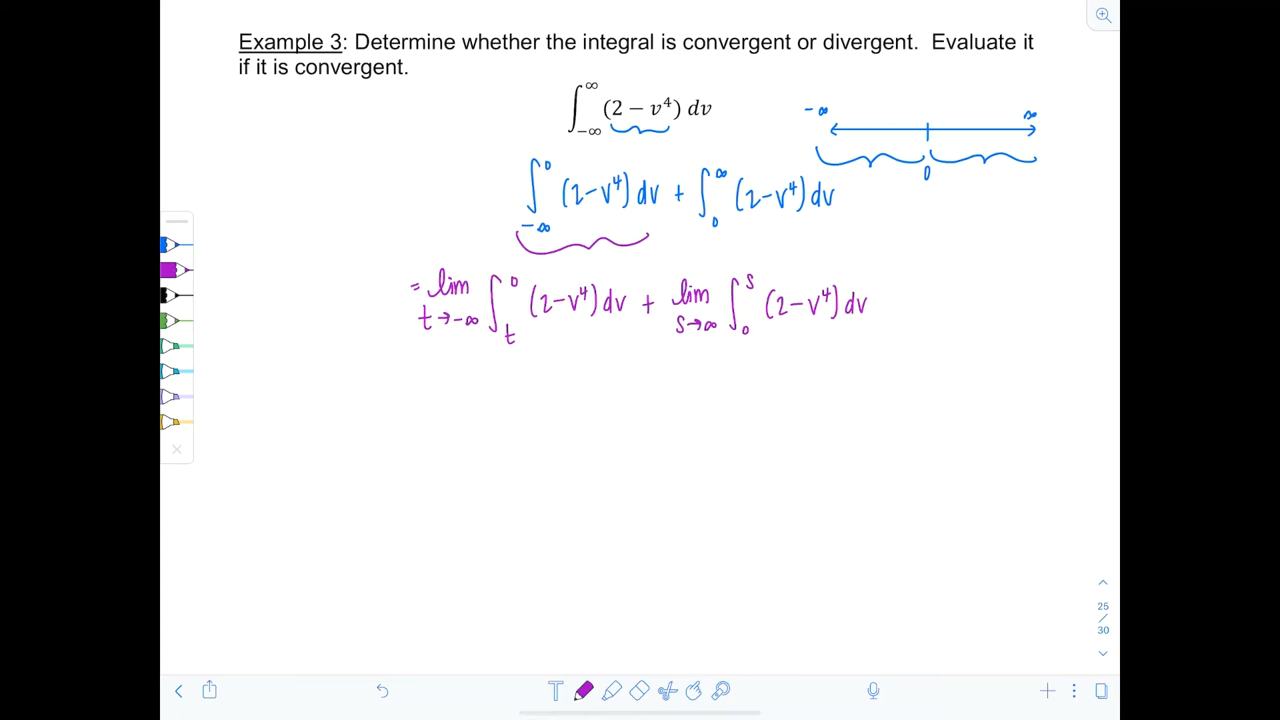 Example 3: Determine whether the integral is convergent or divergent. Evaluate it
if it is convergent.
∫_{-∞}^{∞} (2 − v⁴) dv
-∞ ∞
0
∫_{-∞}^{0} (2-v⁴) dv + ∫_{0}^{∞} (2-v⁴) dv
= lim_{t→-∞} ∫_{t}^{0} (2-v⁴) dv + lim_{s→∞} ∫_{0}^{s} (2-v⁴) dv
25
/
30
T